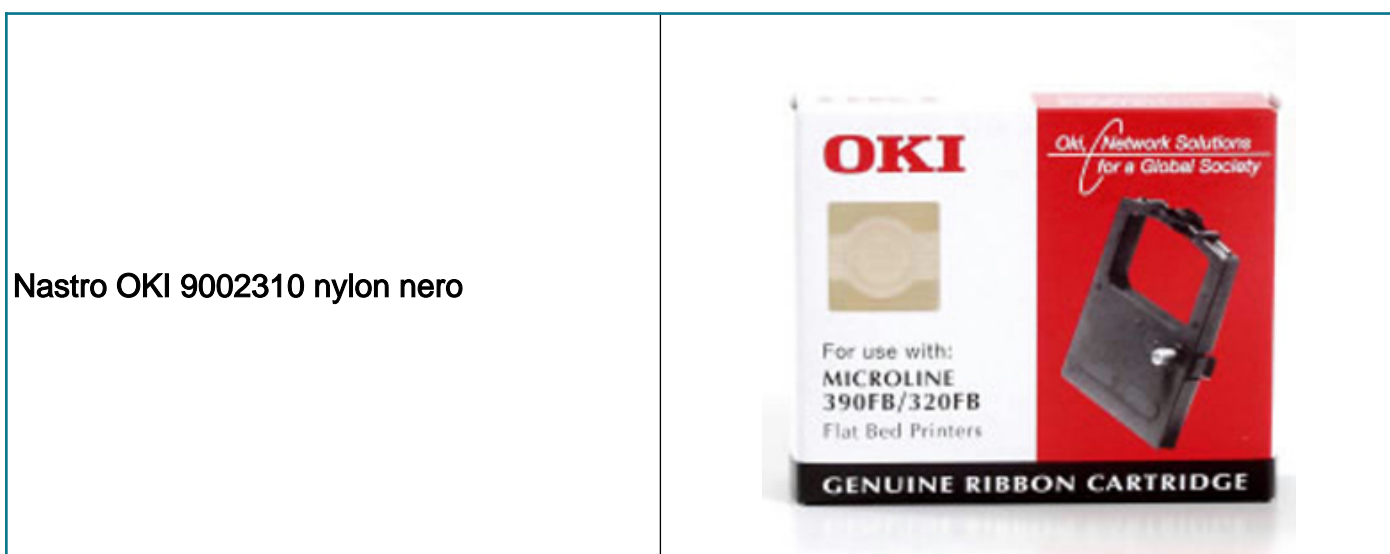 Nastro OKI 9002310 nylon nero
OKI
Oki, Network Solutions
for a Global Society
For use with:
MICROLINE
390FB/320FB
Flat Bed Printers
GENUINE RIBBON CARTRIDGE